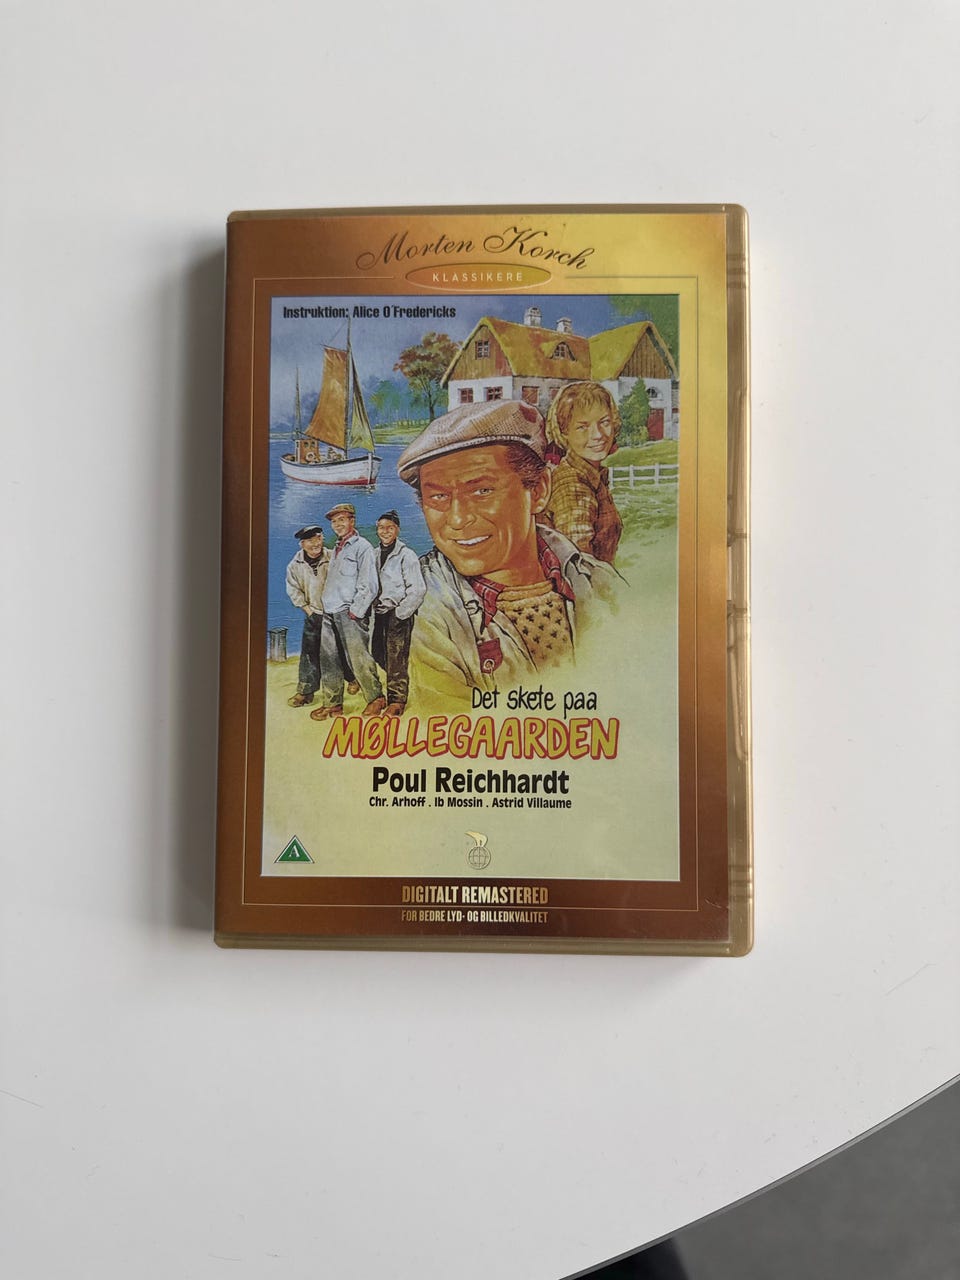 Morten Korch
KLASSIKERE
Instruktion: Alice O'Fredericks
Det skete paa
MØLLEGAARDEN
Poul Reichhardt
Chr. Arhoff . Ib Mossin . Astrid Villaume
A
DIGITALT REMASTERED
FOR BEDRE LYD- OG BILLEDKVALITET